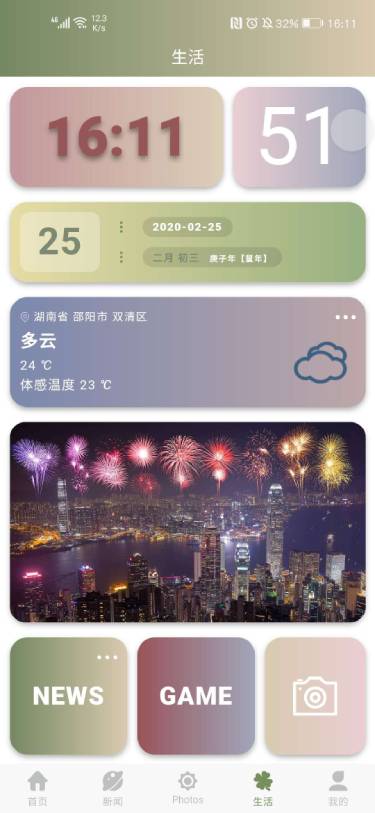 4G 12.3 K/s 32% 16:11
生活
16:11
51
25
2020-02-25
二月 初三 庚子年【鼠年】
湖南省 邵阳市 双清区
多云
24 ℃
体感温度 23 ℃
NEWS GAME
首页 新闻 Photos 生活 我的